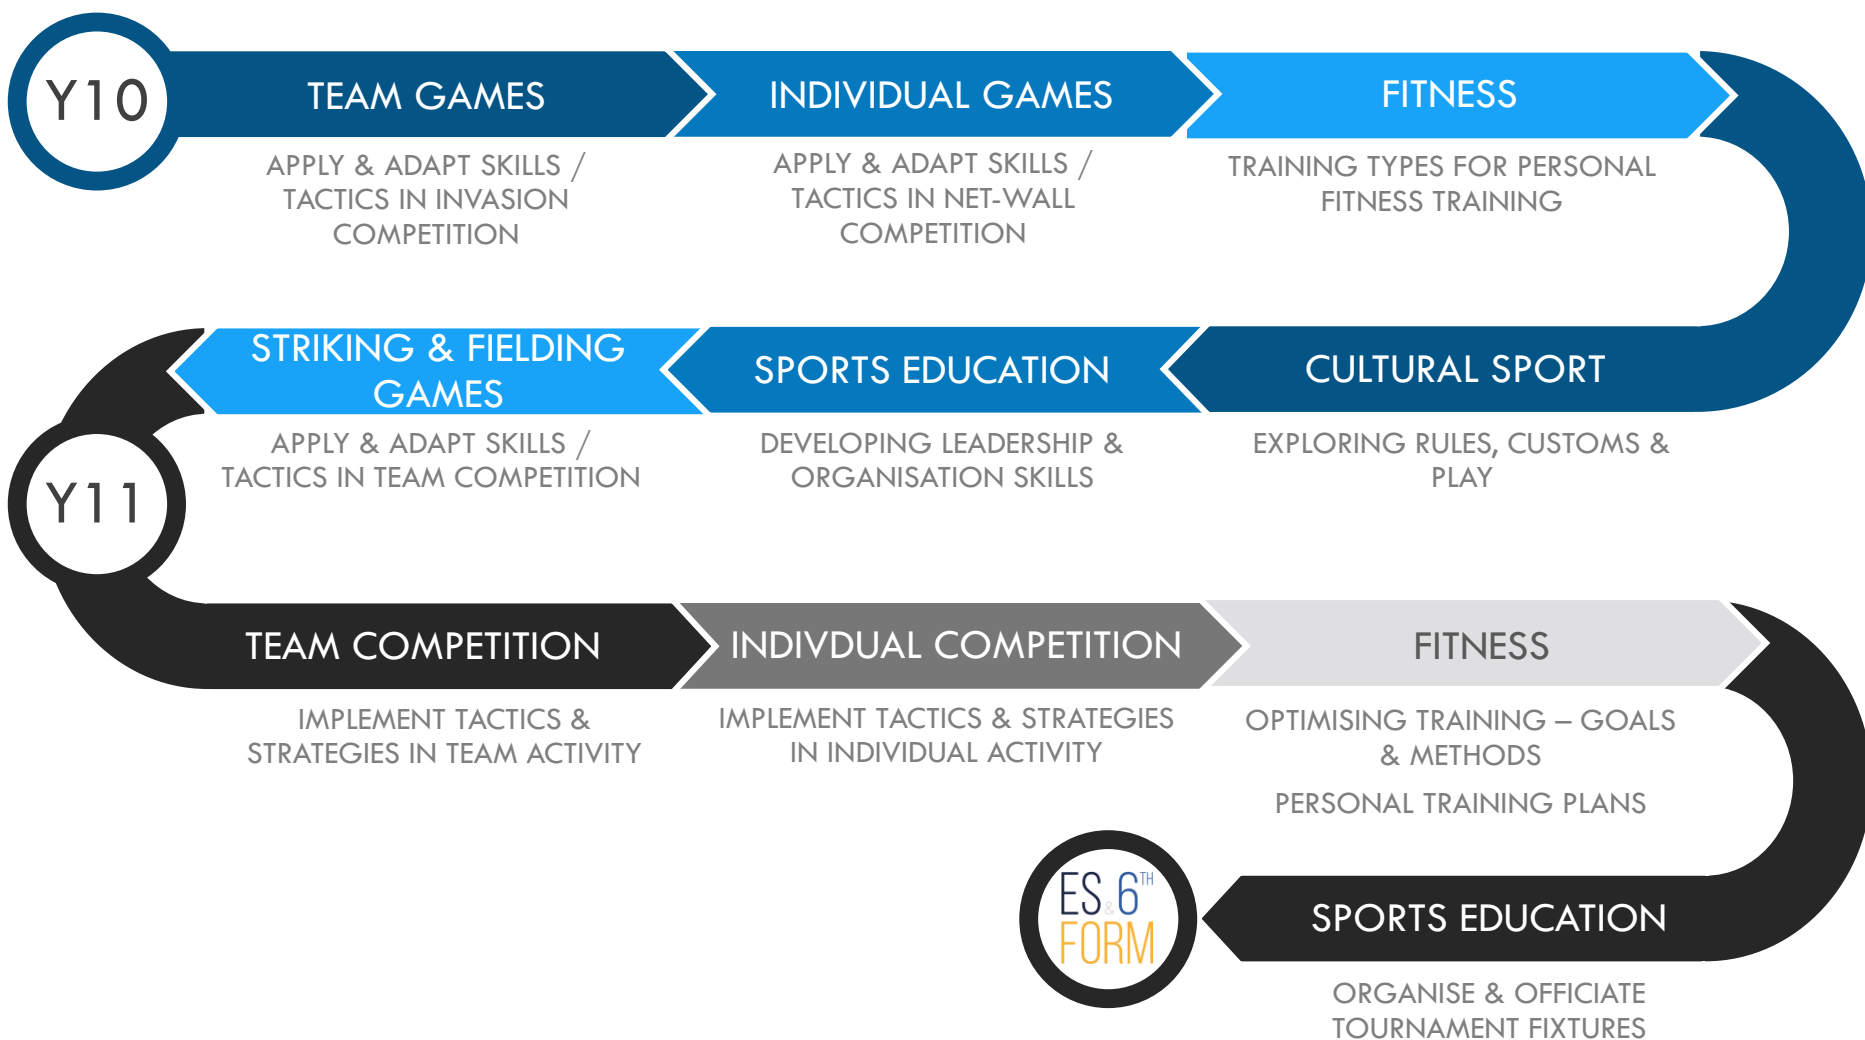 Y10
TEAM GAMES
APPLY & ADAPT SKILLS /
TACTICS IN INVASION
COMPETITION
INDIVIDUAL GAMES
APPLY & ADAPT SKILLS /
TACTICS IN NET-WALL
COMPETITION
FITNESS
TRAINING TYPES FOR PERSONAL
FITNESS TRAINING
CULTURAL SPORT
EXPLORING RULES, CUSTOMS &
PLAY
SPORTS EDUCATION
DEVELOPING LEADERSHIP &
ORGANISATION SKILLS
STRIKING & FIELDING
GAMES
APPLY & ADAPT SKILLS /
TACTICS IN TEAM COMPETITION
Y11
TEAM COMPETITION
IMPLEMENT TACTICS &
STRATEGIES IN TEAM ACTIVITY
INDIVDUAL COMPETITION
IMPLEMENT TACTICS & STRATEGIES
IN INDIVIDUAL ACTIVITY
FITNESS
OPTIMISING TRAINING – GOALS
& METHODS
PERSONAL TRAINING PLANS
SPORTS EDUCATION
ORGANISE & OFFICIATE
TOURNAMENT FIXTURES
ES & 6TH
FORM